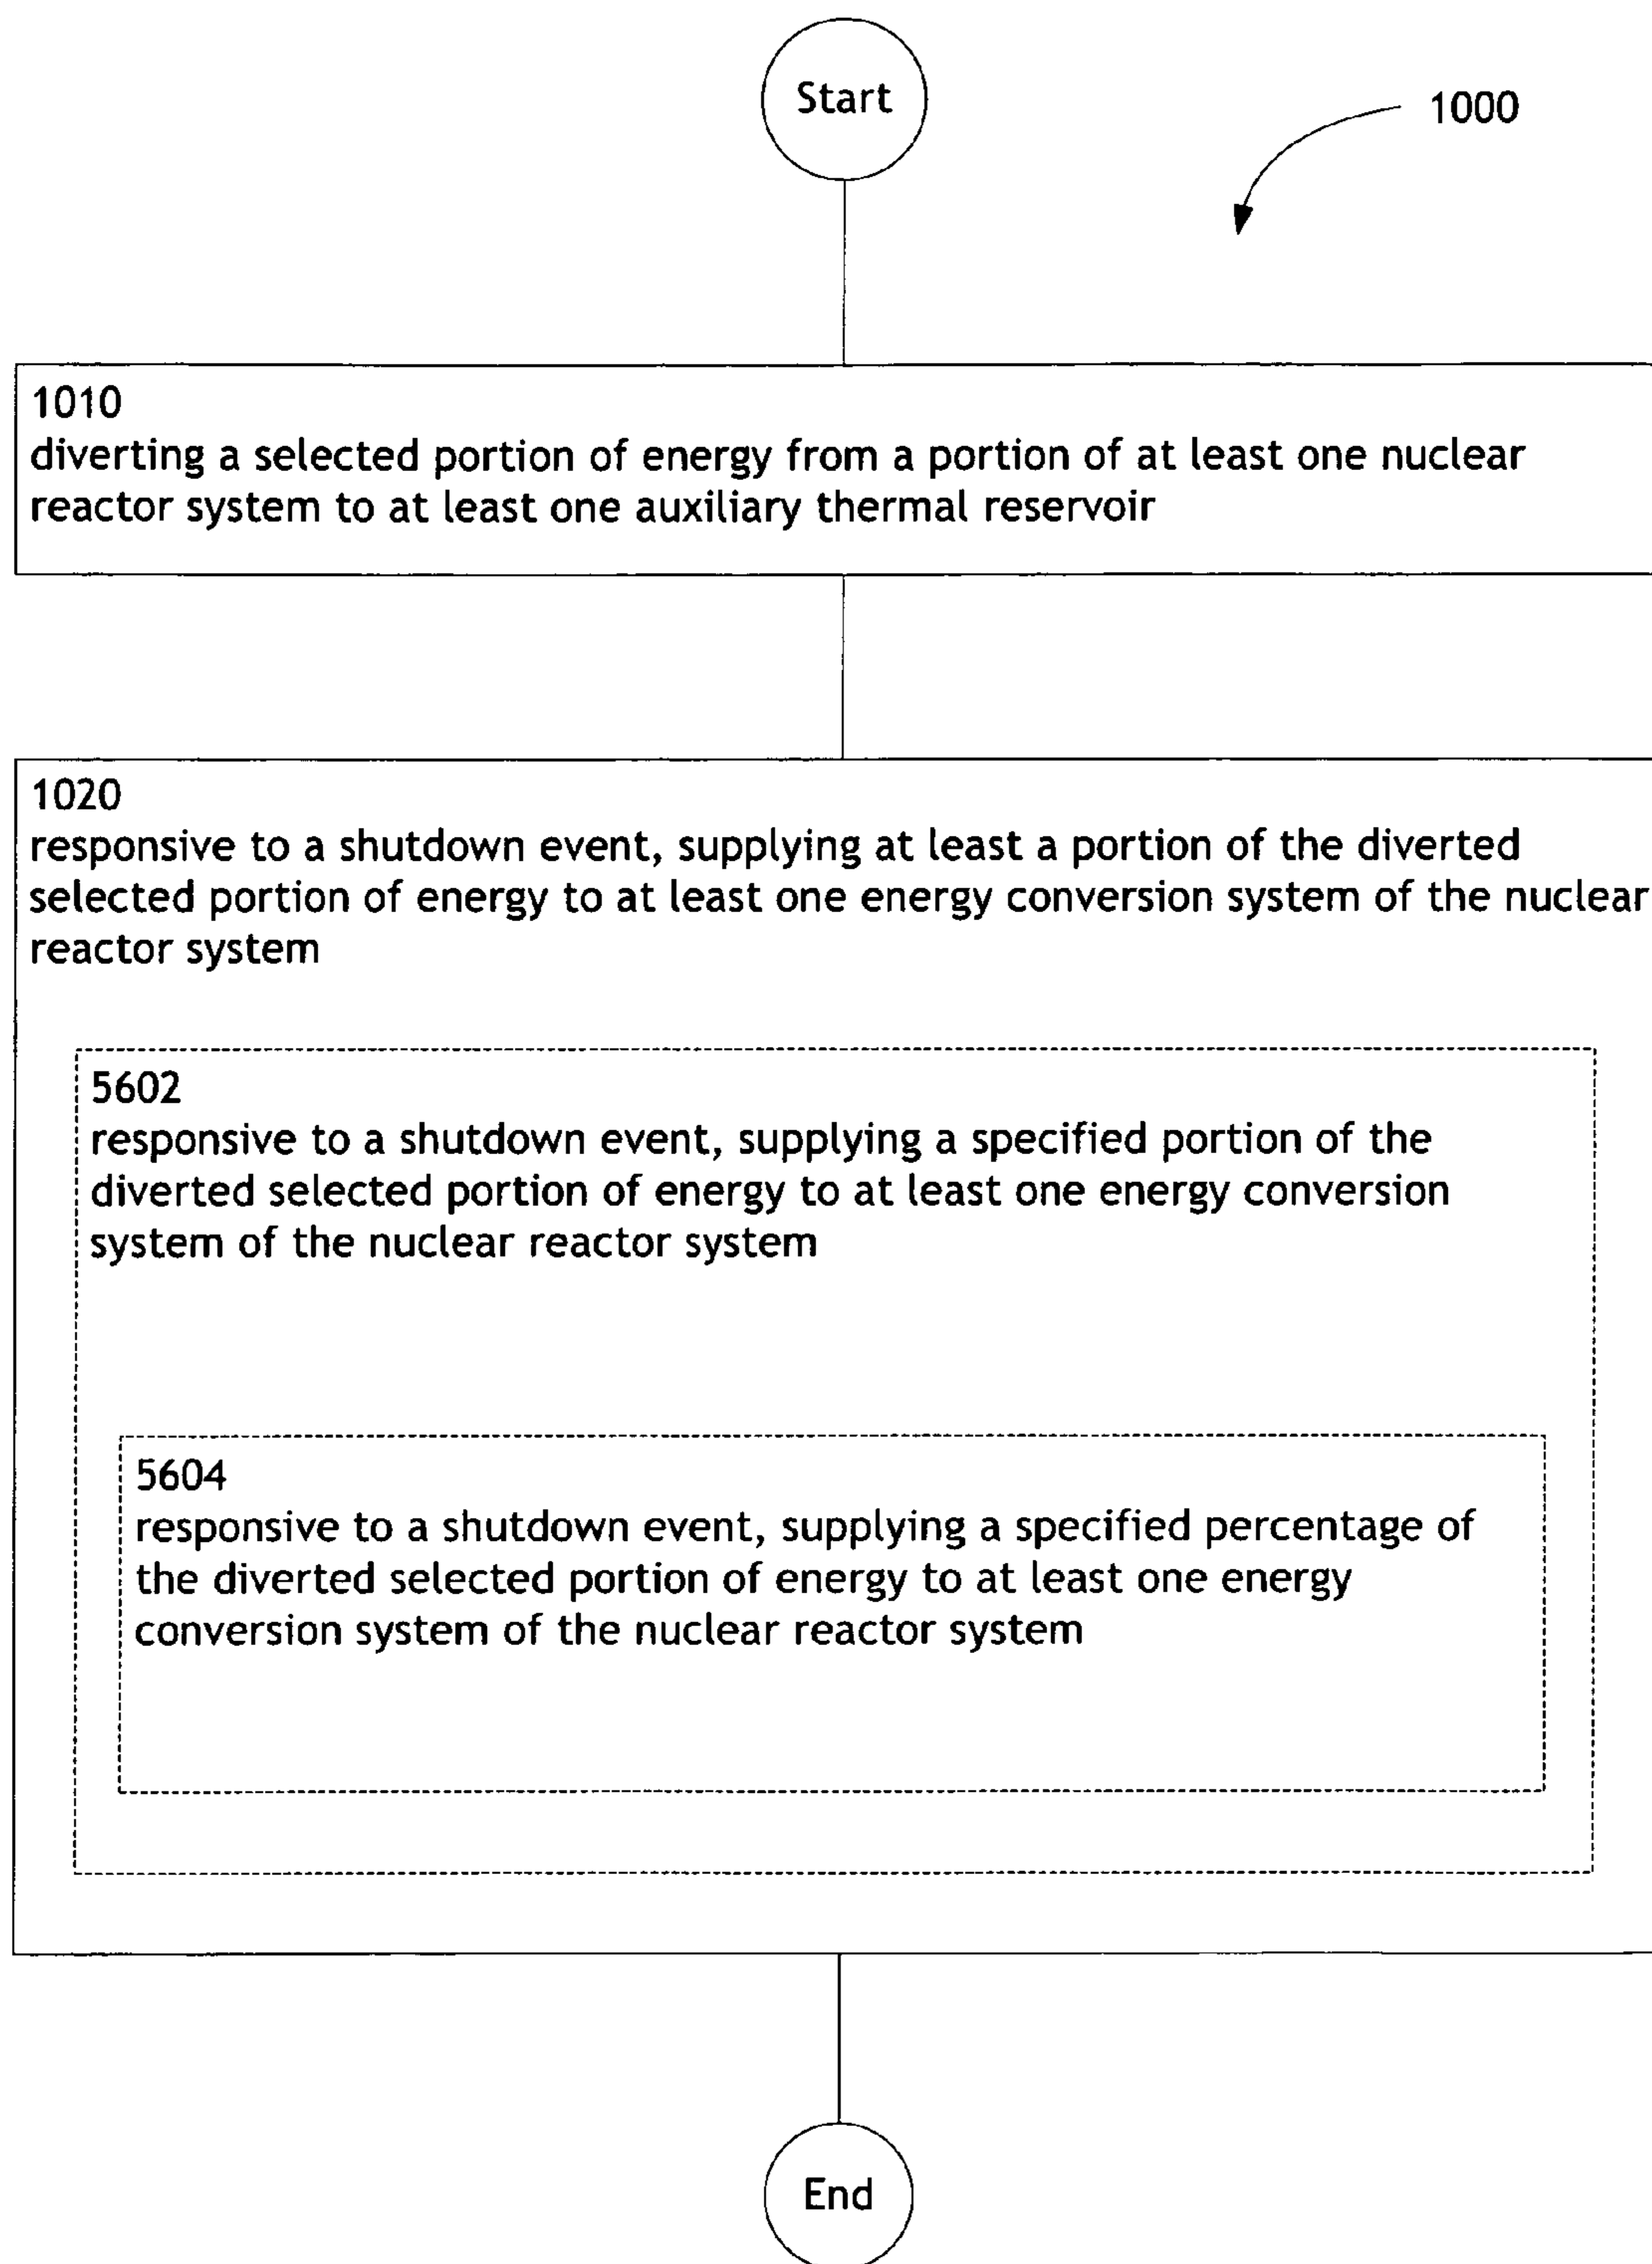 Start
1000
1010
diverting a selected portion of energy from a portion of at least one nuclear
reactor system to at least one auxiliary thermal reservoir
1020
responsive to a shutdown event, supplying at least a portion of the diverted
selected portion of energy to at least one energy conversion system of the nuclear
reactor system
5602
responsive to a shutdown event, supplying a specified portion of the
diverted selected portion of energy to at least one energy conversion
system of the nuclear reactor system
5604
responsive to a shutdown event, supplying a specified percentage of
the diverted selected portion of energy to at least one energy
conversion system of the nuclear reactor system
End